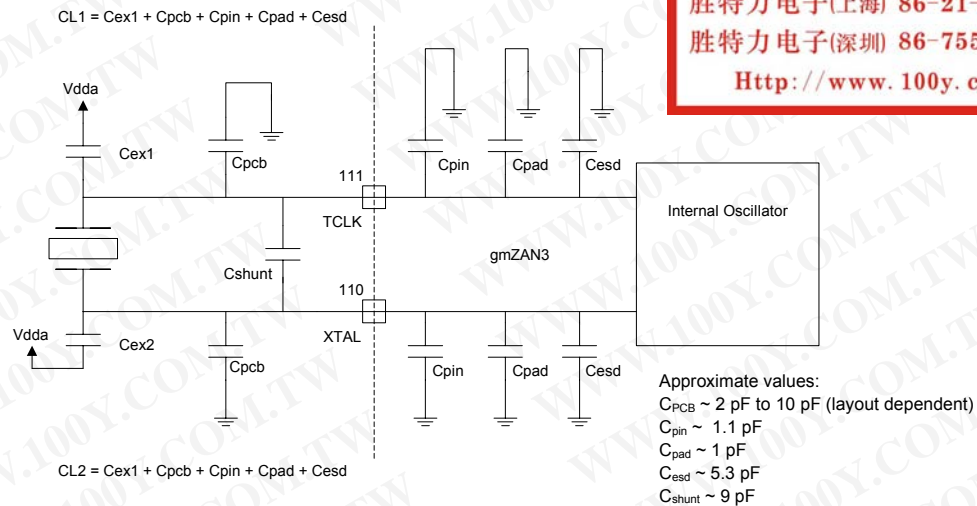 CL1 = Cex1 + Cpcb + Cpin + Cpad + Cesd
胜特力电子(上海) 86-21-
胜特力电子(深圳) 86-755
Http://www.100y.c
Vdda
Cex1
Cpcb
Cpin
Cpad
Cesd
111
TCLK
Internal Oscillator
gmZAN3
Cshunt
110
XTAL
Vdda
Cex2
Cpcb
Cpin
Cpad
Cesd
Approximate values:
CPCB ~ 2 pF to 10 pF (layout dependent)
Cpin ~ 1.1 pF
Cpad ~ 1 pF
Cesd ~ 5.3 pF
Cshunt ~ 9 pF
CL2 = Cex1 + Cpcb + Cpin + Cpad + Cesd
WWW.100Y.COM.TW